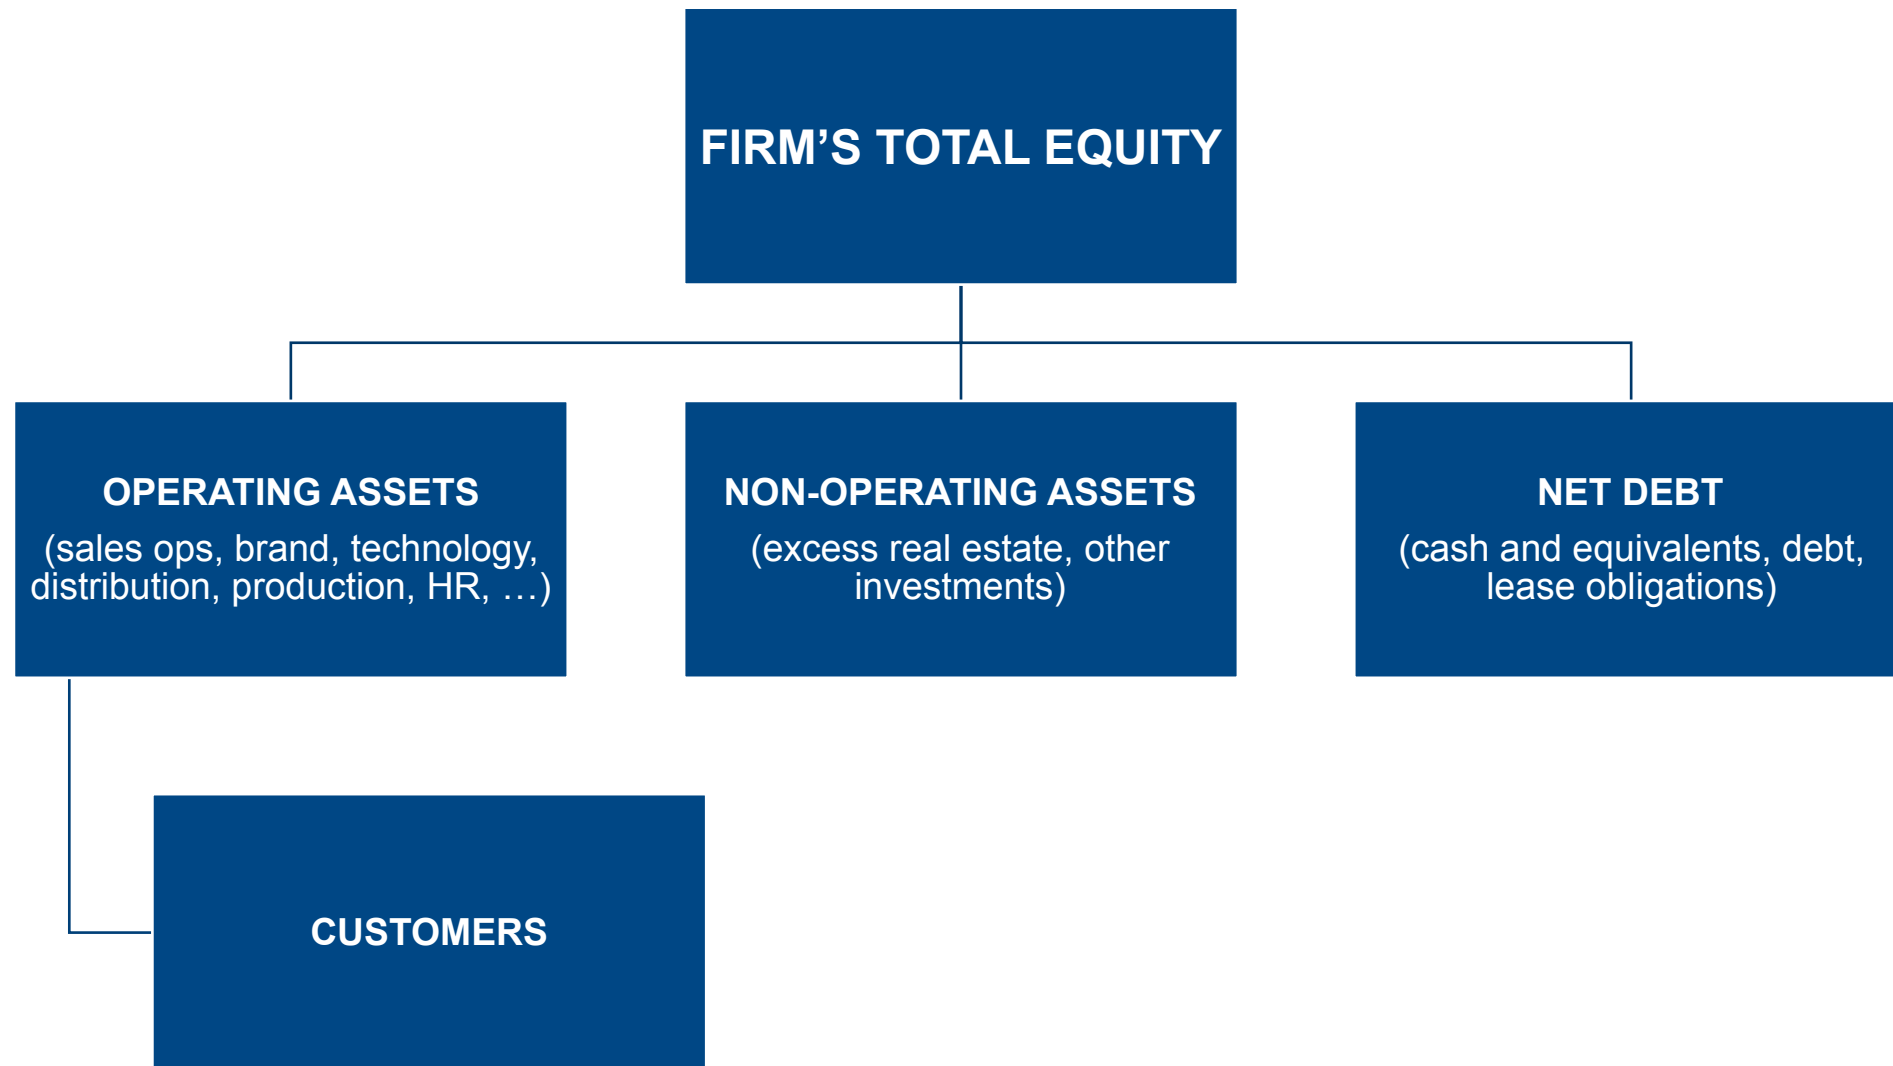 FIRM’S TOTAL EQUITY
OPERATING ASSETS
(sales ops, brand, technology,
distribution, production, HR, …)
NON-OPERATING ASSETS
(excess real estate, other
investments)
NET DEBT
(cash and equivalents, debt,
lease obligations)
CUSTOMERS